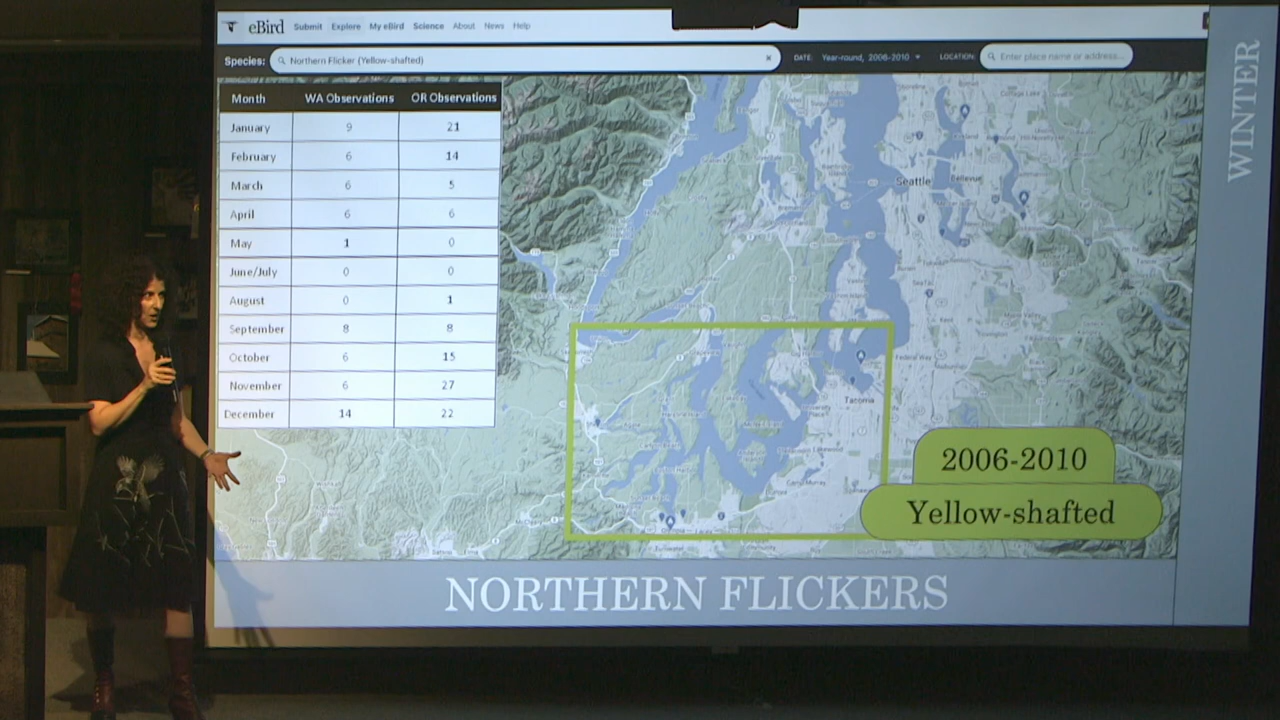 eBird Submit Explore My eBird Science About News Help
Species: Northern Flicker (Yellow-shafted) × DATE: Year-round, 2006-2010 LOCATION: Enter place name or address...
WINTER
Month WA Observations OR Observations
January 9 21
February 6 14
March 6 5
April 6 6
May 1 0
June/July 0 0
August 0 1
September 8 8
October 6 15
November 6 27
December 14 22
Seattle
Bellevue
Federal Way
Tacoma
2006-2010
Yellow-shafted
NORTHERN FLICKERS